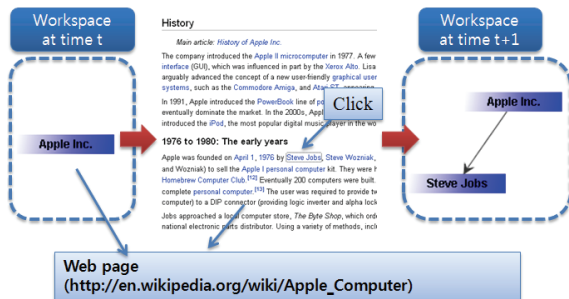 Workspace
at time t
Apple Inc.
History
Main article: History of Apple Inc.
The company introduced the Apple II microcomputer in 1977. A few
interface (GUI), which was influenced in part by the Xerox Alto. Lisa
arguably advanced the concept of a new user-friendly graphical user
systems, such as the Commodore Amiga, and Atari ST, appearing
In 1991, Apple introduced the PowerBook line of
eventually dominate the market. In the 2000s, Appl
introduced the iPod, the most popular digital music player in the wo
Click
1976 to 1980: The early years
Apple was founded on April 1, 1976 by Steve Jobs, Steve Wozniak,
and Wozniak) to sell the Apple I personal computer kit. They were h
Homebrew Computer Club.[12] Eventually 200 computers were built.
complete personal computer.[13] The user was required to provide tw
computer) to a DIP connector (providing logic inverter and alpha lock
Jobs approached a local computer store, The Byte Shop, which ord
national electronic parts distributor. Using a variety of methods, incl
Workspace
at time t+1
Apple Inc.
Steve Jobs
Web page
(http://en.wikipedia.org/wiki/Apple_Computer)